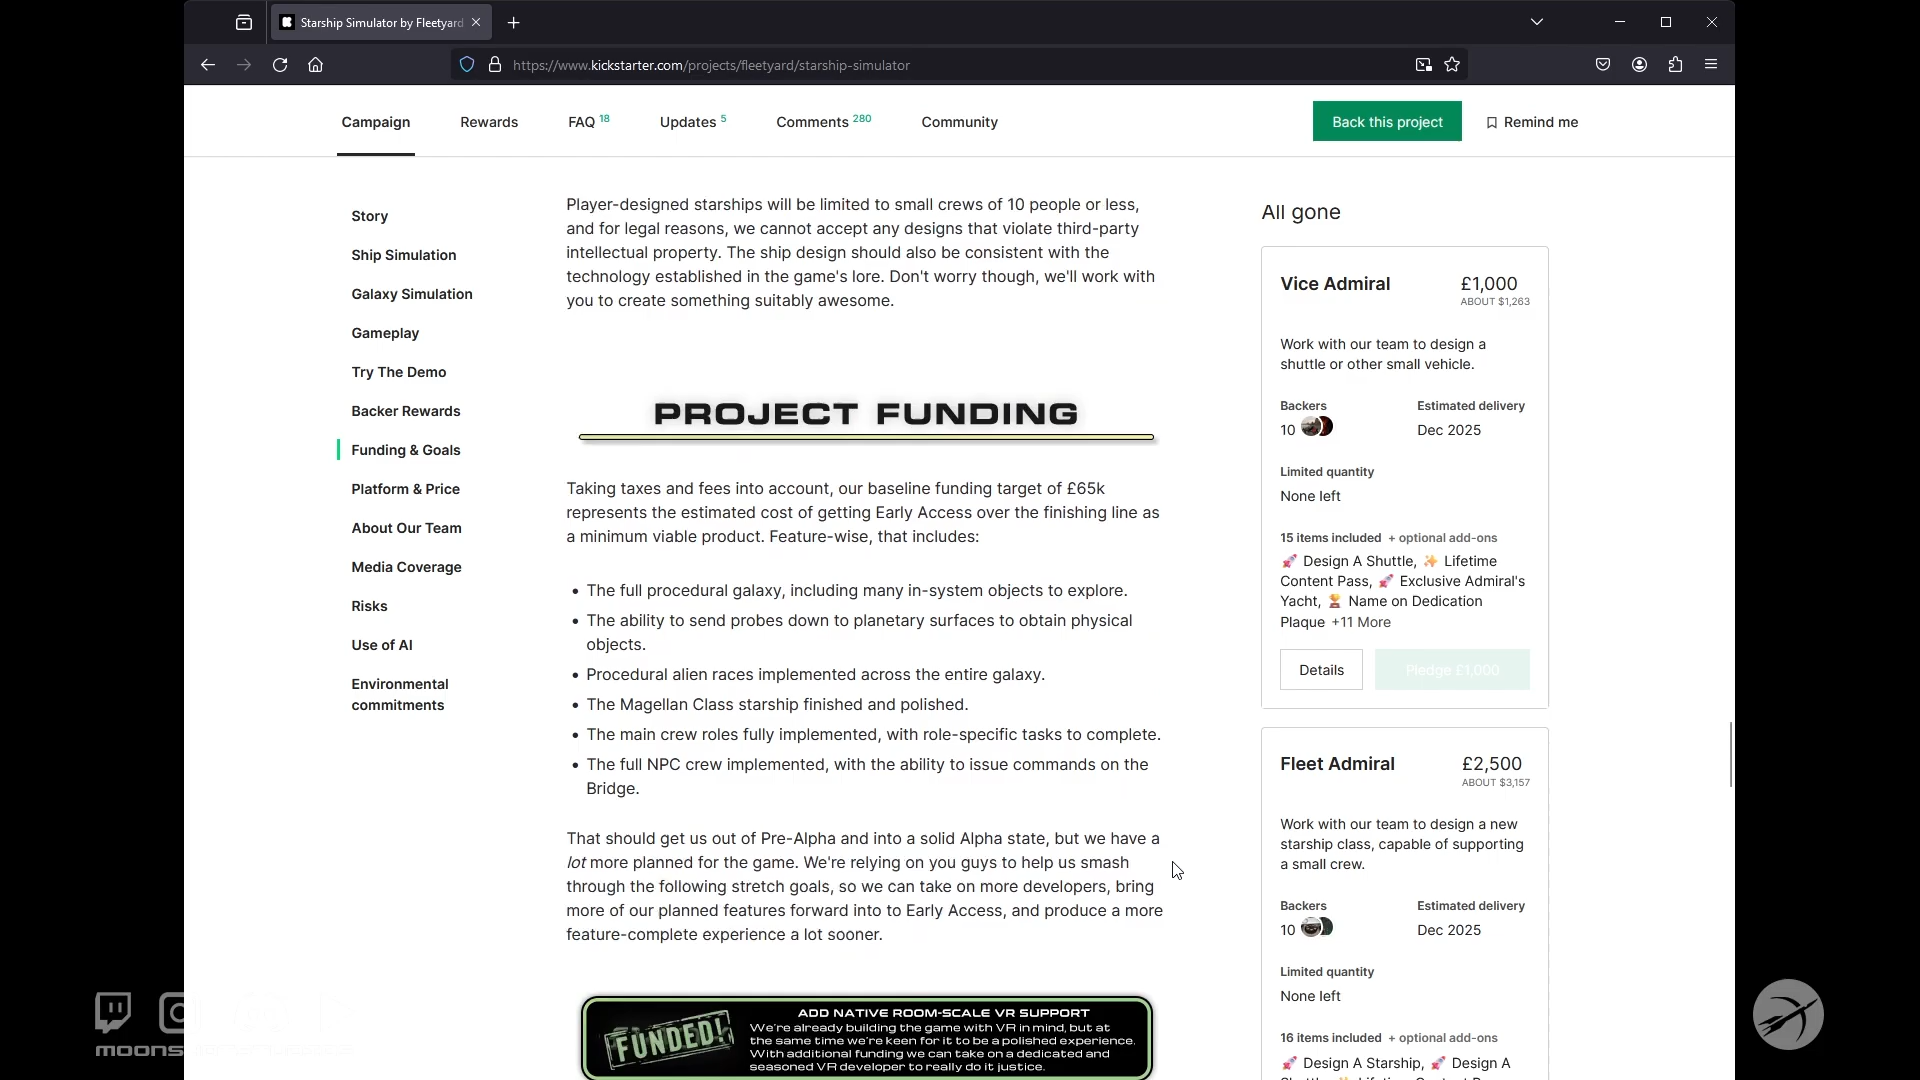 Starship Simulator by Fleetyard
https://www.kickstarter.com/projects/fleetyard/starship-simulator
Campaign
Rewards
FAQ 18
Updates 5
Comments 280
Community
Back this project
Remind me
Story
Ship Simulation
Galaxy Simulation
Gameplay
Try The Demo
Backer Rewards
Funding & Goals
Platform & Price
About Our Team
Media Coverage
Risks
Use of AI
Environmental
commitments
Player-designed starships will be limited to small crews of 10 people or less,
and for legal reasons, we cannot accept any designs that violate third-party
intellectual property. The ship design should also be consistent with the
technology established in the game's lore. Don't worry though, we'll work with
you to create something suitably awesome.
PROJECT FUNDING
Taking taxes and fees into account, our baseline funding target of £65k
represents the estimated cost of getting Early Access over the finishing line as
a minimum viable product. Feature-wise, that includes:
• The full procedural galaxy, including many in-system objects to explore.
• The ability to send probes down to planetary surfaces to obtain physical
objects.
• Procedural alien races implemented across the entire galaxy.
• The Magellan Class starship finished and polished.
• The main crew roles fully implemented, with role-specific tasks to complete.
• The full NPC crew implemented, with the ability to issue commands on the
Bridge.
That should get us out of Pre-Alpha and into a solid Alpha state, but we have a
lot more planned for the game. We're relying on you guys to help us smash
through the following stretch goals, so we can take on more developers, bring
more of our planned features forward into to Early Access, and produce a more
feature-complete experience a lot sooner.
FUNDED!
ADD NATIVE ROOM-SCALE VR SUPPORT
We're already building the game with VR in mind, but at
the same time we're keen for it to be a polished experience.
With additional funding we can take on a dedicated and
seasoned VR developer to really do it justice.
All gone
Vice Admiral
£1,000
ABOUT $1,263
Work with our team to design a
shuttle or other small vehicle.
Backers
10
Estimated delivery
Dec 2025
Limited quantity
None left
15 items included + optional add-ons
🚀 Design A Shuttle, ✨ Lifetime
Content Pass, 🚀 Exclusive Admiral's
Yacht, 🏆 Name on Dedication
Plaque +11 More
Details
Pledge £1,000
Fleet Admiral
£2,500
ABOUT $3,157
Work with our team to design a new
starship class, capable of supporting
a small crew.
Backers
10
Estimated delivery
Dec 2025
Limited quantity
None left
16 items included + optional add-ons
🚀 Design A Starship, 🚀 Design A